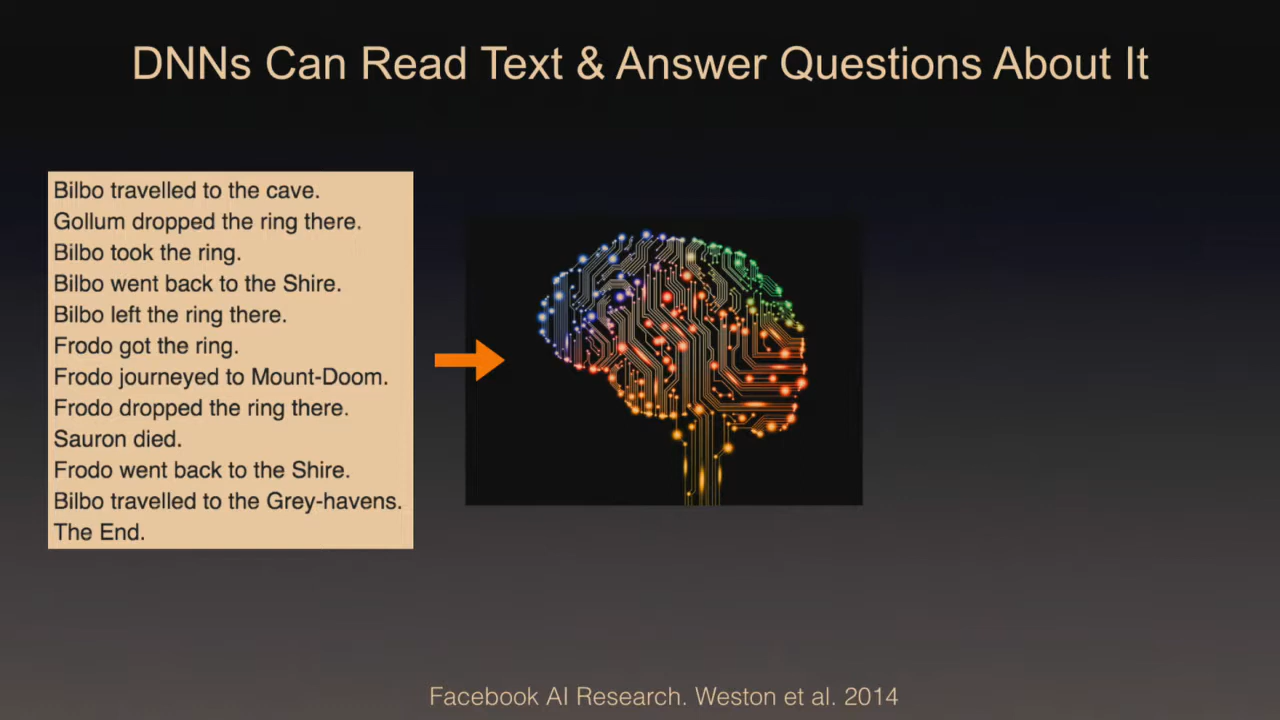 DNNs Can Read Text & Answer Questions About It
Bilbo travelled to the cave.
Gollum dropped the ring there.
Bilbo took the ring.
Bilbo went back to the Shire.
Bilbo left the ring there.
Frodo got the ring.
Frodo journeyed to Mount-Doom.
Frodo dropped the ring there.
Sauron died.
Frodo went back to the Shire.
Bilbo travelled to the Grey-havens.
The End.
Facebook AI Research. Weston et al. 2014